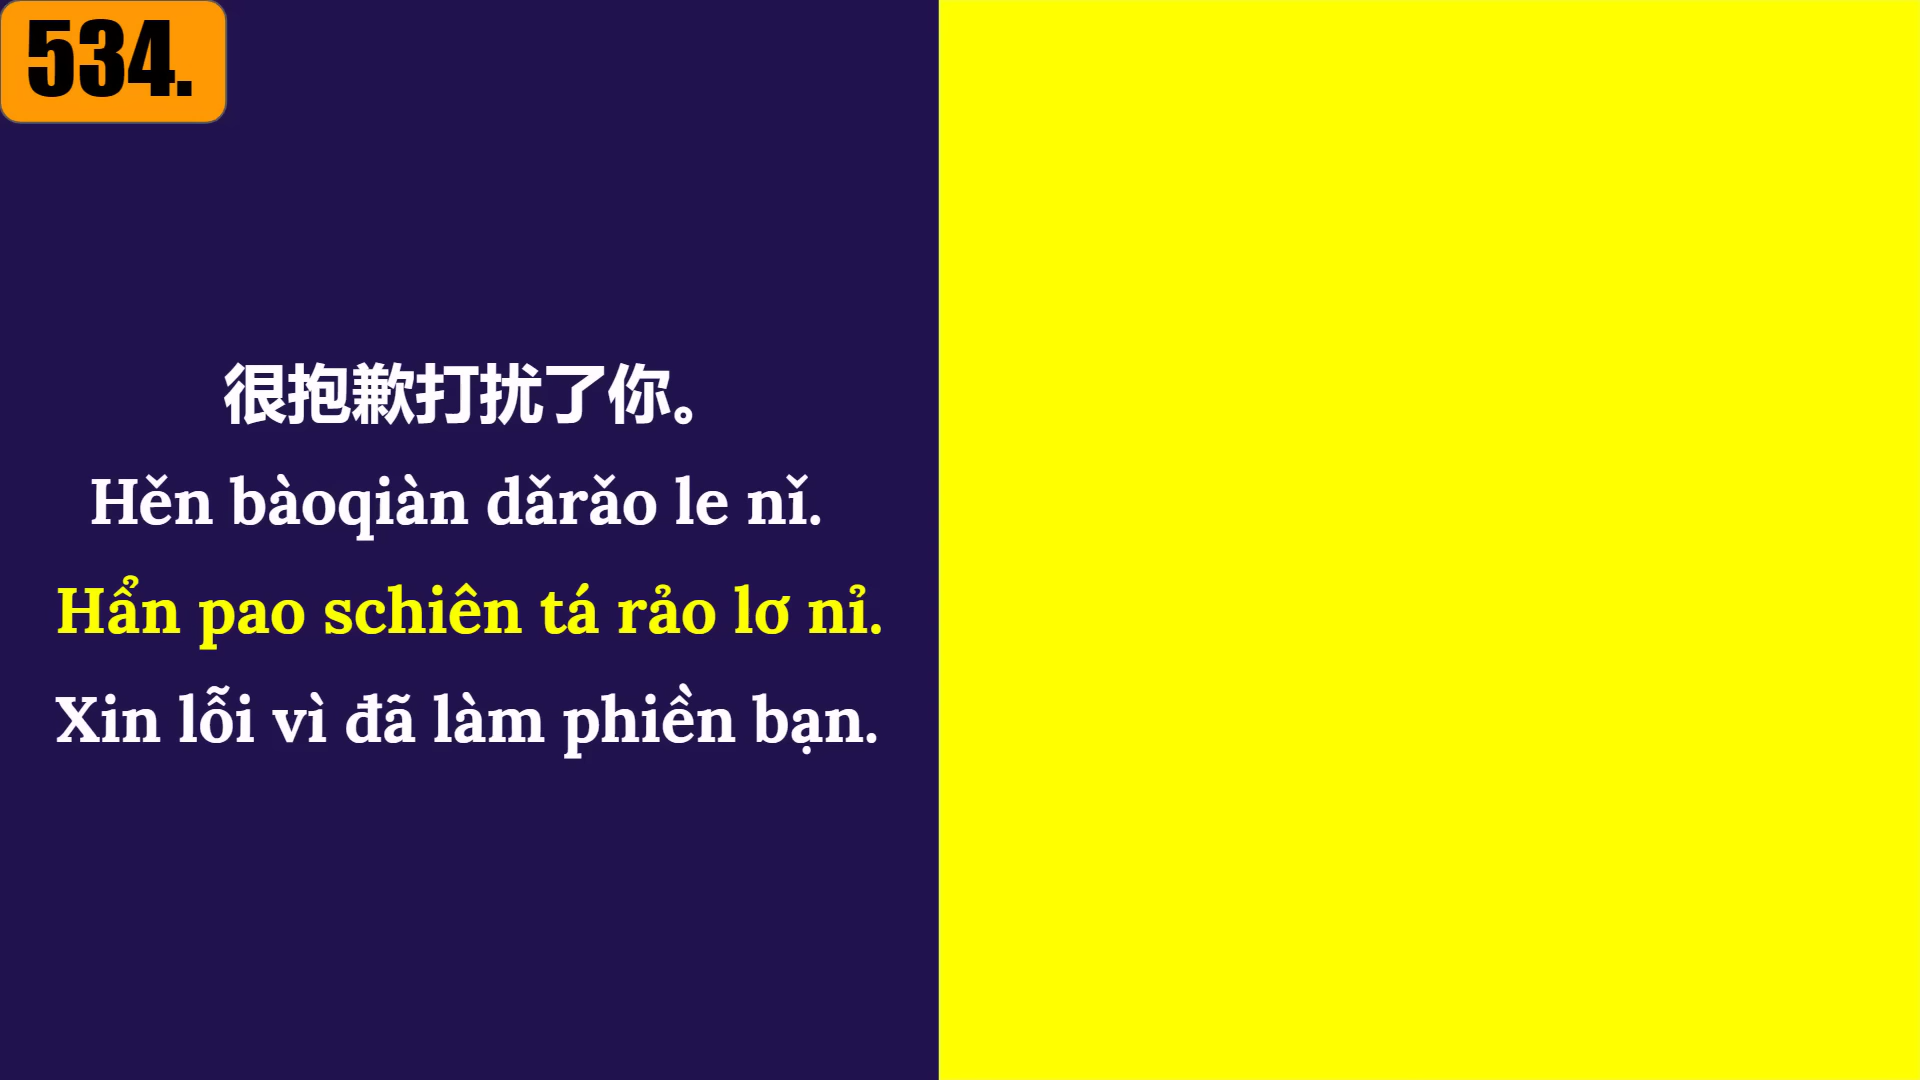 534.
很抱歉打扰了你。
Hěn bàoqiàn dǎrǎo le nǐ.
Hẩn pao schiên tá rảo lơ nỉ.
Xin lỗi vì đã làm phiền bạn.